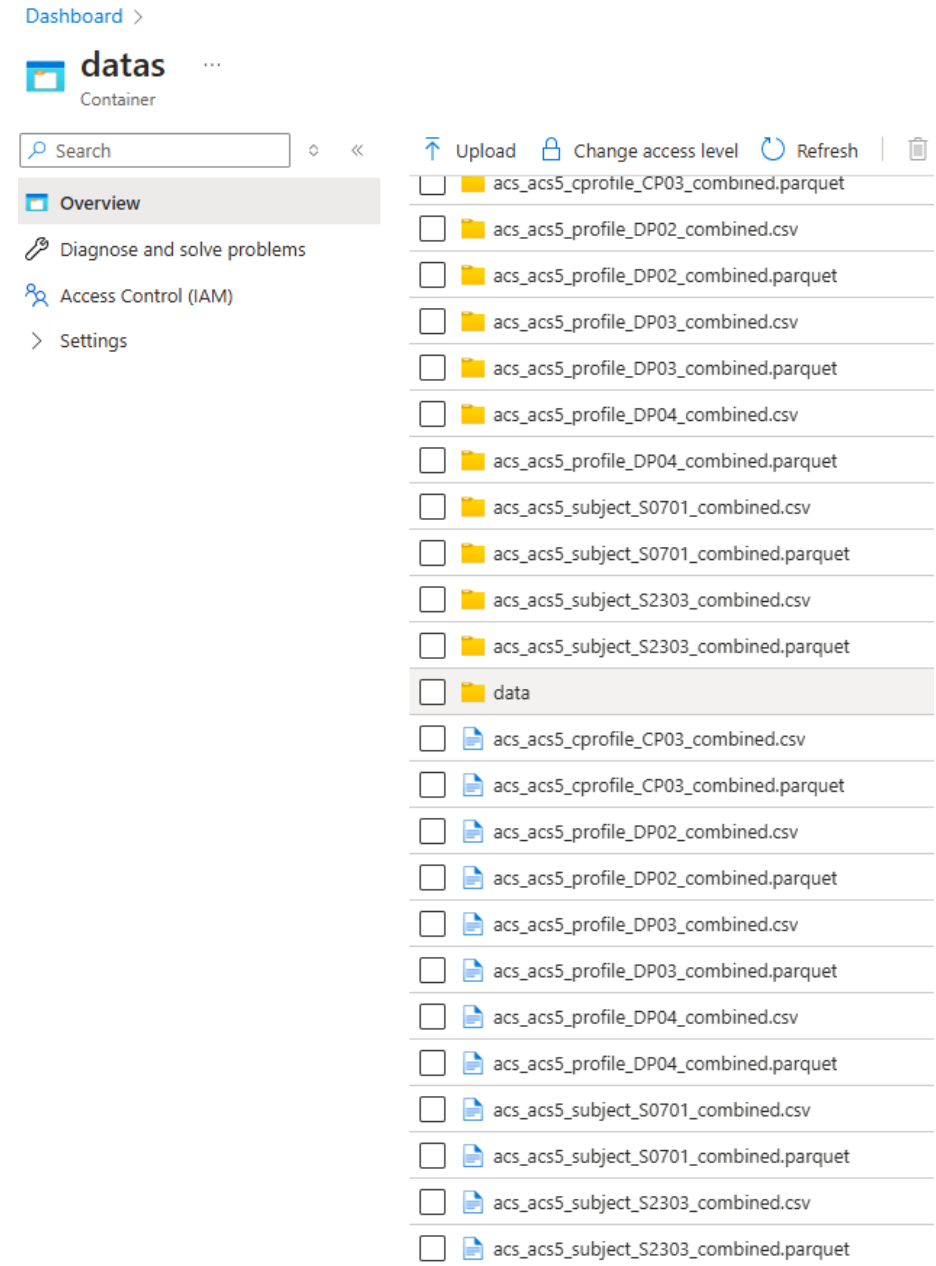 Dashboard >
datas ...
Container
Search
Upload Change access level Refresh
Overview
Diagnose and solve problems
Access Control (IAM)
Settings
acs_acs5_cprofile_CP03_combined.parquet
acs_acs5_profile_DP02_combined.csv
acs_acs5_profile_DP02_combined.parquet
acs_acs5_profile_DP03_combined.csv
acs_acs5_profile_DP03_combined.parquet
acs_acs5_profile_DP04_combined.csv
acs_acs5_profile_DP04_combined.parquet
acs_acs5_subject_S0701_combined.csv
acs_acs5_subject_S0701_combined.parquet
acs_acs5_subject_S2303_combined.csv
acs_acs5_subject_S2303_combined.parquet
data
acs_acs5_cprofile_CP03_combined.csv
acs_acs5_cprofile_CP03_combined.parquet
acs_acs5_profile_DP02_combined.csv
acs_acs5_profile_DP02_combined.parquet
acs_acs5_profile_DP03_combined.csv
acs_acs5_profile_DP03_combined.parquet
acs_acs5_profile_DP04_combined.csv
acs_acs5_profile_DP04_combined.parquet
acs_acs5_subject_S0701_combined.csv
acs_acs5_subject_S0701_combined.parquet
acs_acs5_subject_S2303_combined.csv
acs_acs5_subject_S2303_combined.parquet